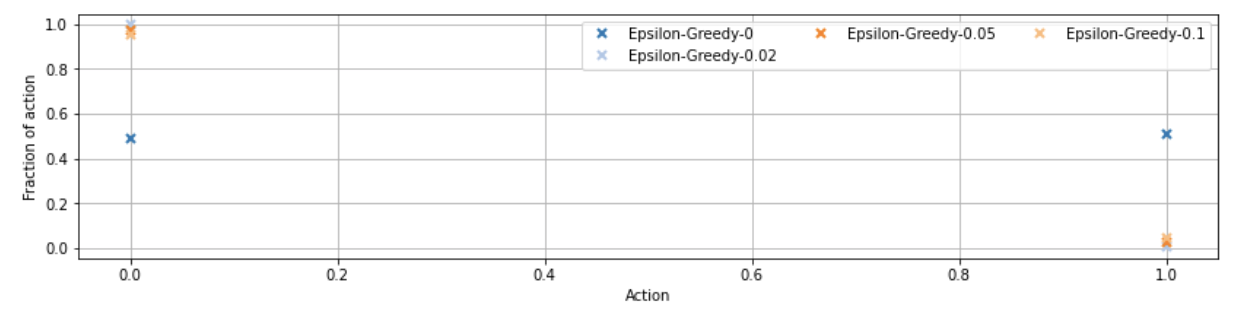 Fraction of action
1.0
0.8
0.6
0.4
0.2
0.0
Epsilon-Greedy-0 Epsilon-Greedy-0.05 Epsilon-Greedy-0.1
Epsilon-Greedy-0.02
0.0 0.2 0.4 0.6 0.8 1.0
Action